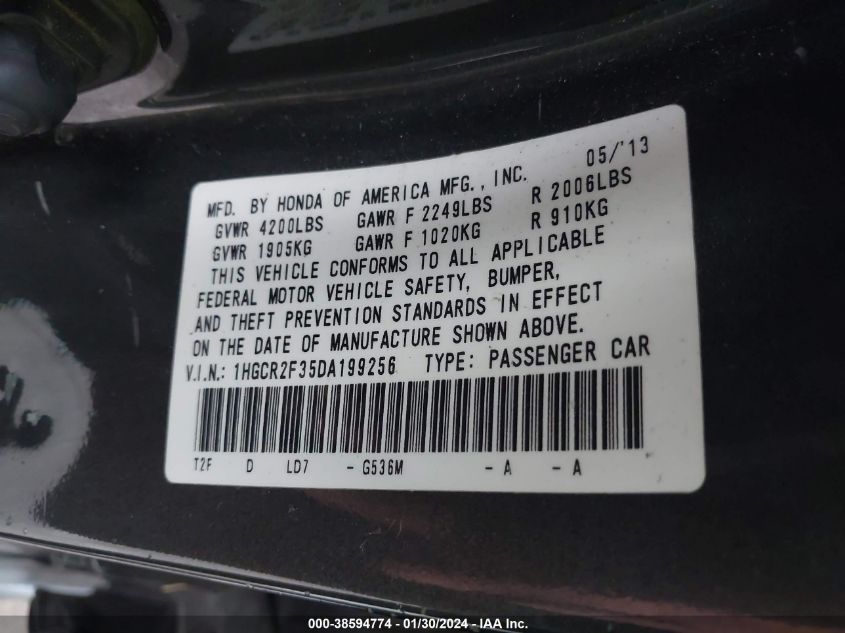 MFD. BY HONDA OF AMERICA MFG., INC. 05/'13
GVWR 4200LBS GAWR F 2249LBS R 2006LBS
GVWR 1905KG GAWR F 1020KG R 910KG
THIS VEHICLE CONFORMS TO ALL APPLICABLE
FEDERAL MOTOR VEHICLE SAFETY, BUMPER,
AND THEFT PREVENTION STANDARDS IN EFFECT
ON THE DATE OF MANUFACTURE SHOWN ABOVE.
V.I.N.: 1HGCR2F35DA199256 TYPE: PASSENGER CAR
T2F D LD7 - G536M - A - A
000-38594774 - 01/30/2024 - IAA Inc.